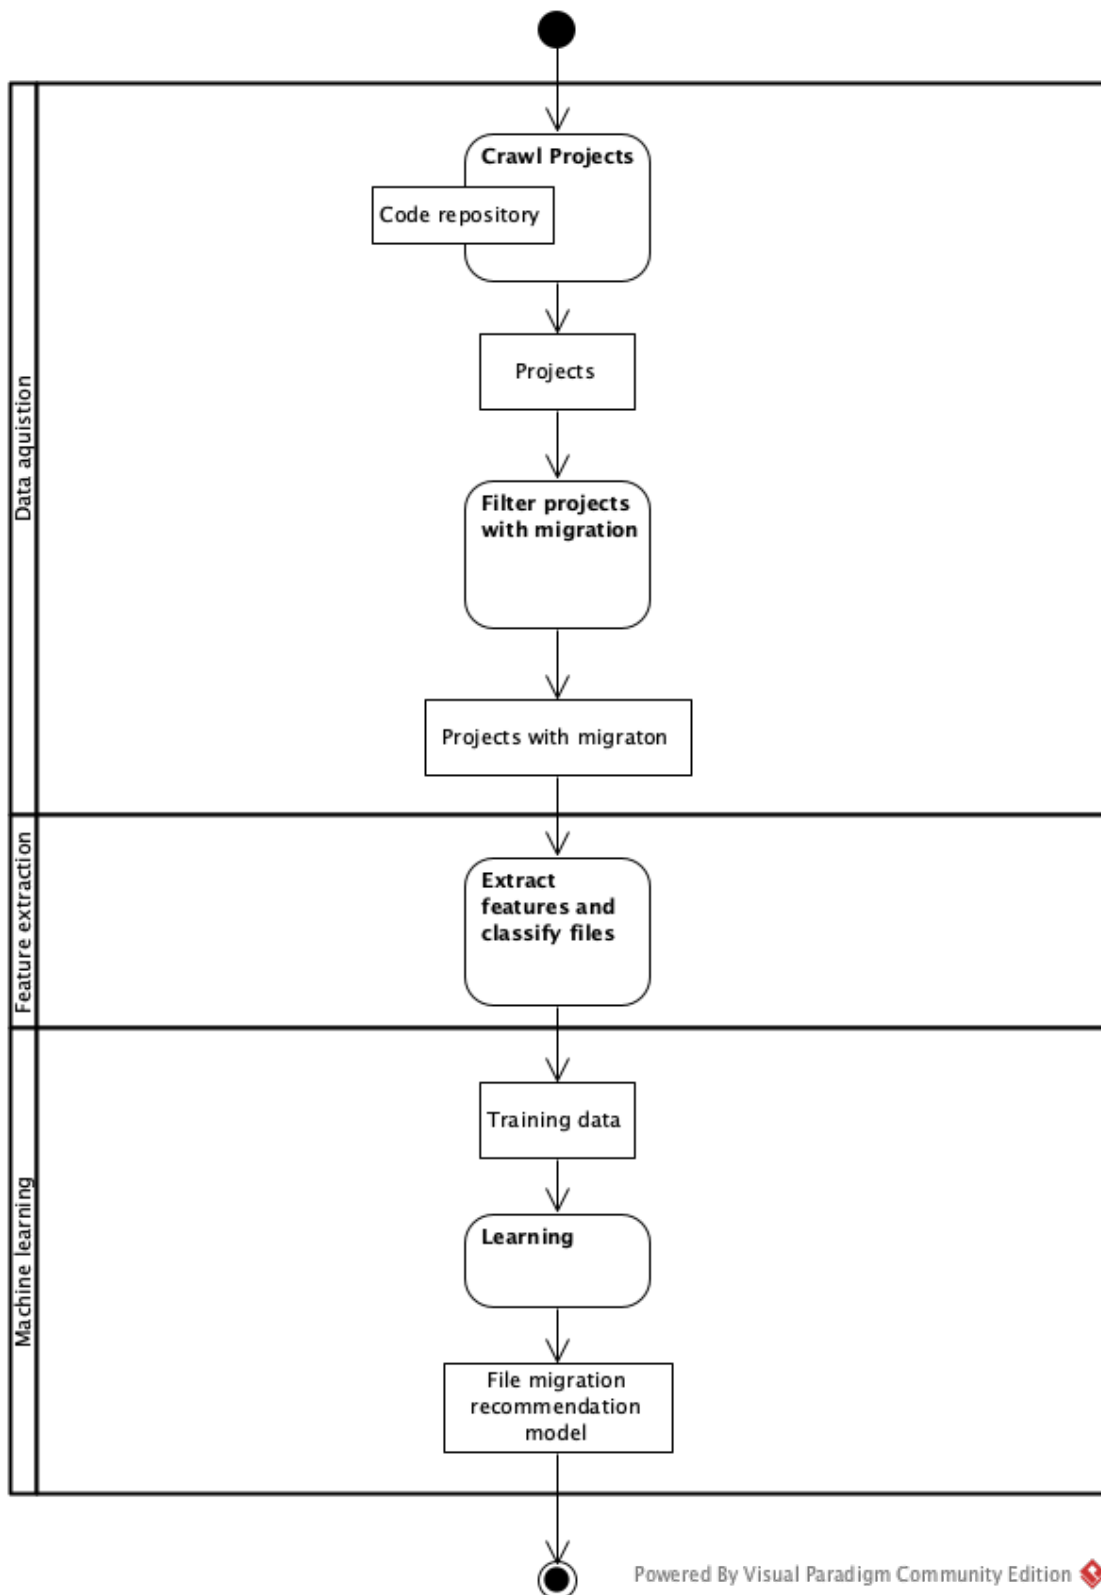 Data aquistion
Crawl Projects
Code repository
Projects
Filter projects
with migration
Projects with migraton
Feature extraction
Extract
features and
classify files
Machine learning
Training data
Learning
File migration
recommendation
model
Powered By Visual Paradigm Community Edition